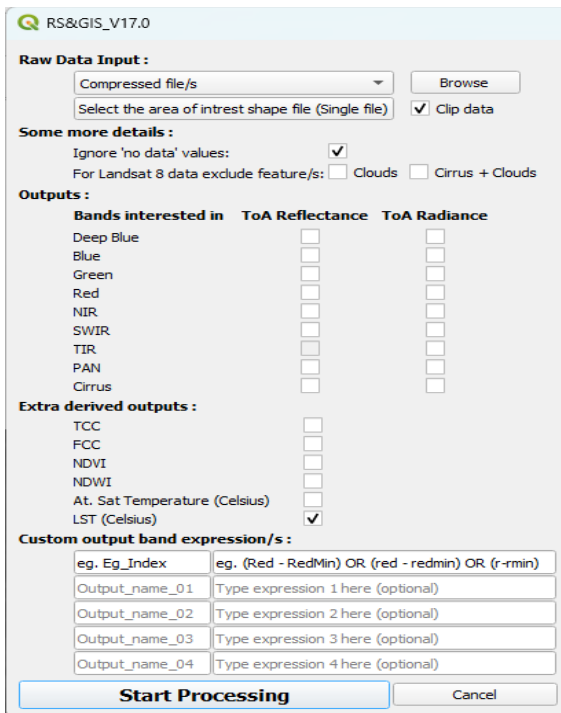 RS&GIS_V17.0
Raw Data Input :
Compressed file/s Browse
Select the area of intrest shape file (Single file) Clip data
Some more details :
Ignore 'no data' values:
For Landsat 8 data exclude feature/s: Clouds Cirrus + Clouds
Outputs :
Bands interested in ToA Reflectance ToA Radiance
Deep Blue
Blue
Green
Red
NIR
SWIR
TIR
PAN
Cirrus
Extra derived outputs :
TCC
FCC
NDVI
NDWI
At. Sat Temperature (Celsius)
LST (Celsius)
Custom output band expression/s :
eg. Eg_Index eg. (Red - RedMin) OR (red - redmin) OR (r-rmin)
Output_name_01 Type expression 1 here (optional)
Output_name_02 Type expression 2 here (optional)
Output_name_03 Type expression 3 here (optional)
Output_name_04 Type expression 4 here (optional)
Start Processing Cancel